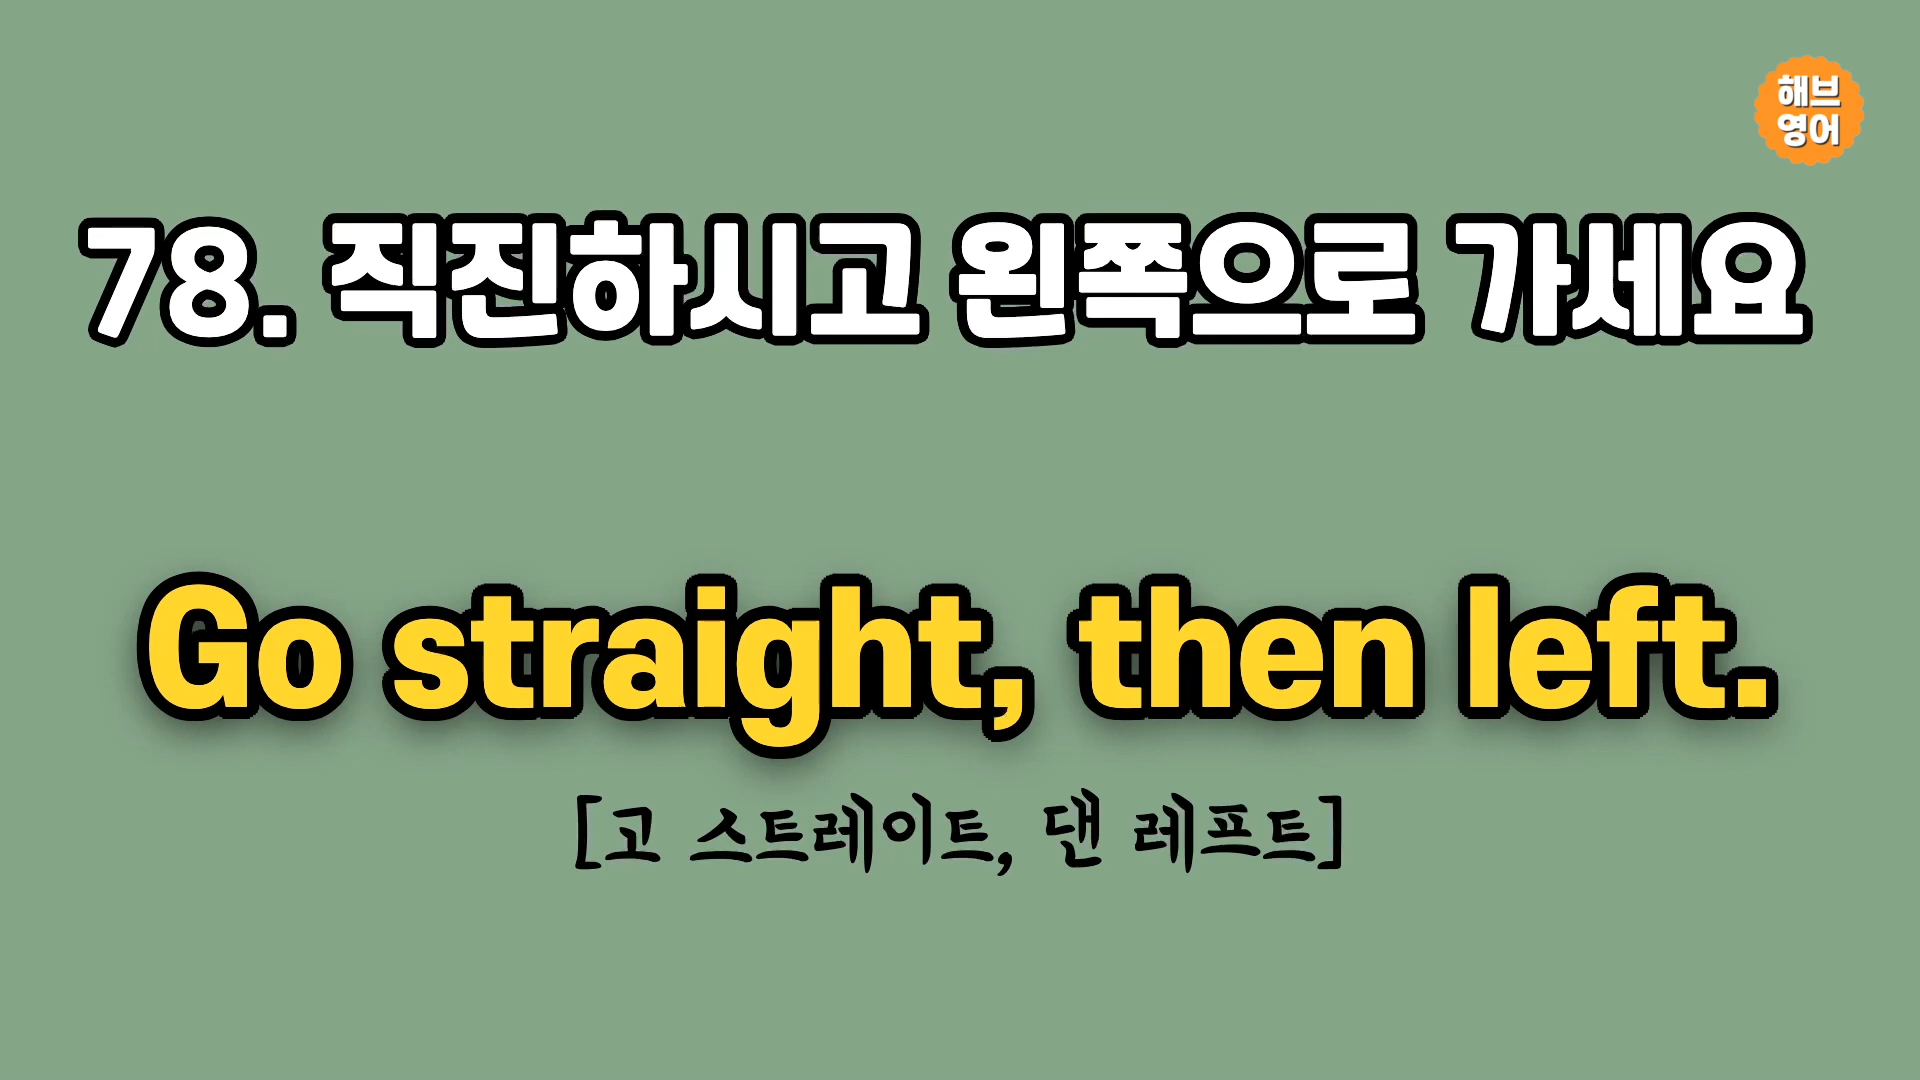 해브
영어
78. 직진하시고 왼쪽으로 가세요
Go straight, then left.
[고 스트레이트, 댄 레프트]